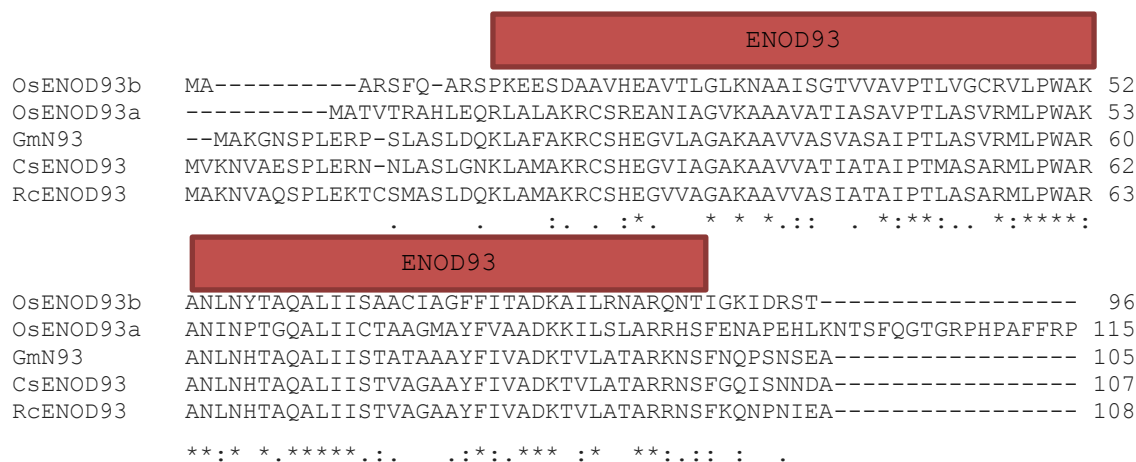 ENOD93
OsENOD93b MA----------ARSFQ-ARSPKEESDAAVHEAVTLGLKNAAISGTVVAVPTLVGCRVLPWAK 52
OsENOD93a ----------MATVTRAHLEQRLALAKRCSREANIAGVKAAAVATIASAVPTLASVRMLPWAK 53
GmN93 --MAKGNSPLERP-SLASLDQKLAFAKRCSHEGVLAGAKAAVVASVASAIPTLASVRMLPWAR 60
CsENOD93 MVKNVAESPLERN-NLASLGNKLAMAKRCSHEGVIAGAKAAVVATIATAIPTMASVRMLPWAR 62
RcENOD93 MAKNVAQSPLEKTCSMASLDQKLAMAKRCSHEGVVAGAKAAVVASIATAIPTLASARMLPWAR 63
. . :. . :*. * * *.:: . *:**:.. *:****:
ENOD93
OsENOD93b ANLNYTAQALIISAACIAGFFITADKAILRNARQNTIGKIDRST------------------ 96
OsENOD93a ANINPTGQALIICTAAGMAYFVAADKKILSLARRHSFENAPEHLKNTSFQGTGRPHPAFFRP 115
GmN93 ANLNHTAQALIISTATAAAYFIVADKTVLATARKNSFNQPSNSEA----------------- 105
CsENOD93 ANLNHTAQALIISTVAGAAYFIVADKTVLATARRNSFGQISNNDA----------------- 107
RcENOD93 ANLNHTAQALIISTVAGAAYFIVADKTVLATARRNSFKQNPNIEA----------------- 108
**:* *.*****.:. .:*:.*** :* **:.:: : .